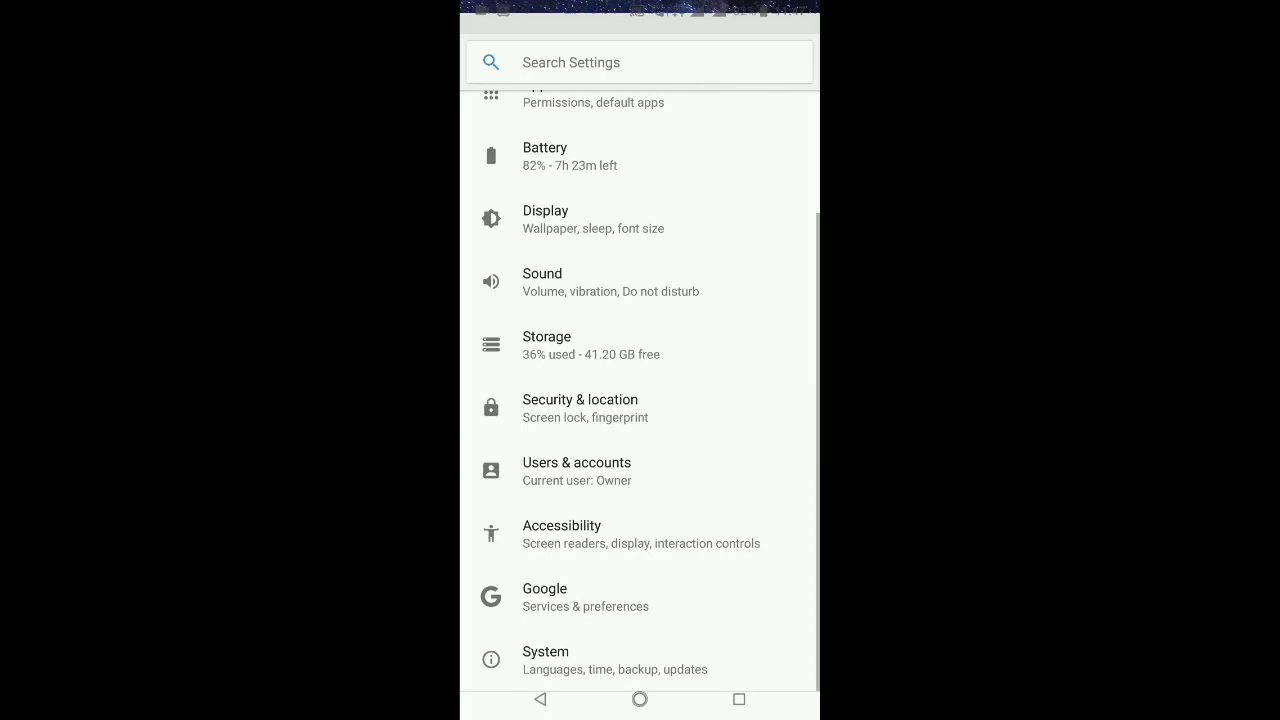 Search Settings
Permissions, default apps
Battery
82% - 7h 23m left
Display
Wallpaper, sleep, font size
Sound
Volume, vibration, Do not disturb
Storage
36% used - 41.20 GB free
Security & location
Screen lock, fingerprint
Users & accounts
Current user: Owner
Accessibility
Screen readers, display, interaction controls
Google
Services & preferences
System
Languages, time, backup, updates